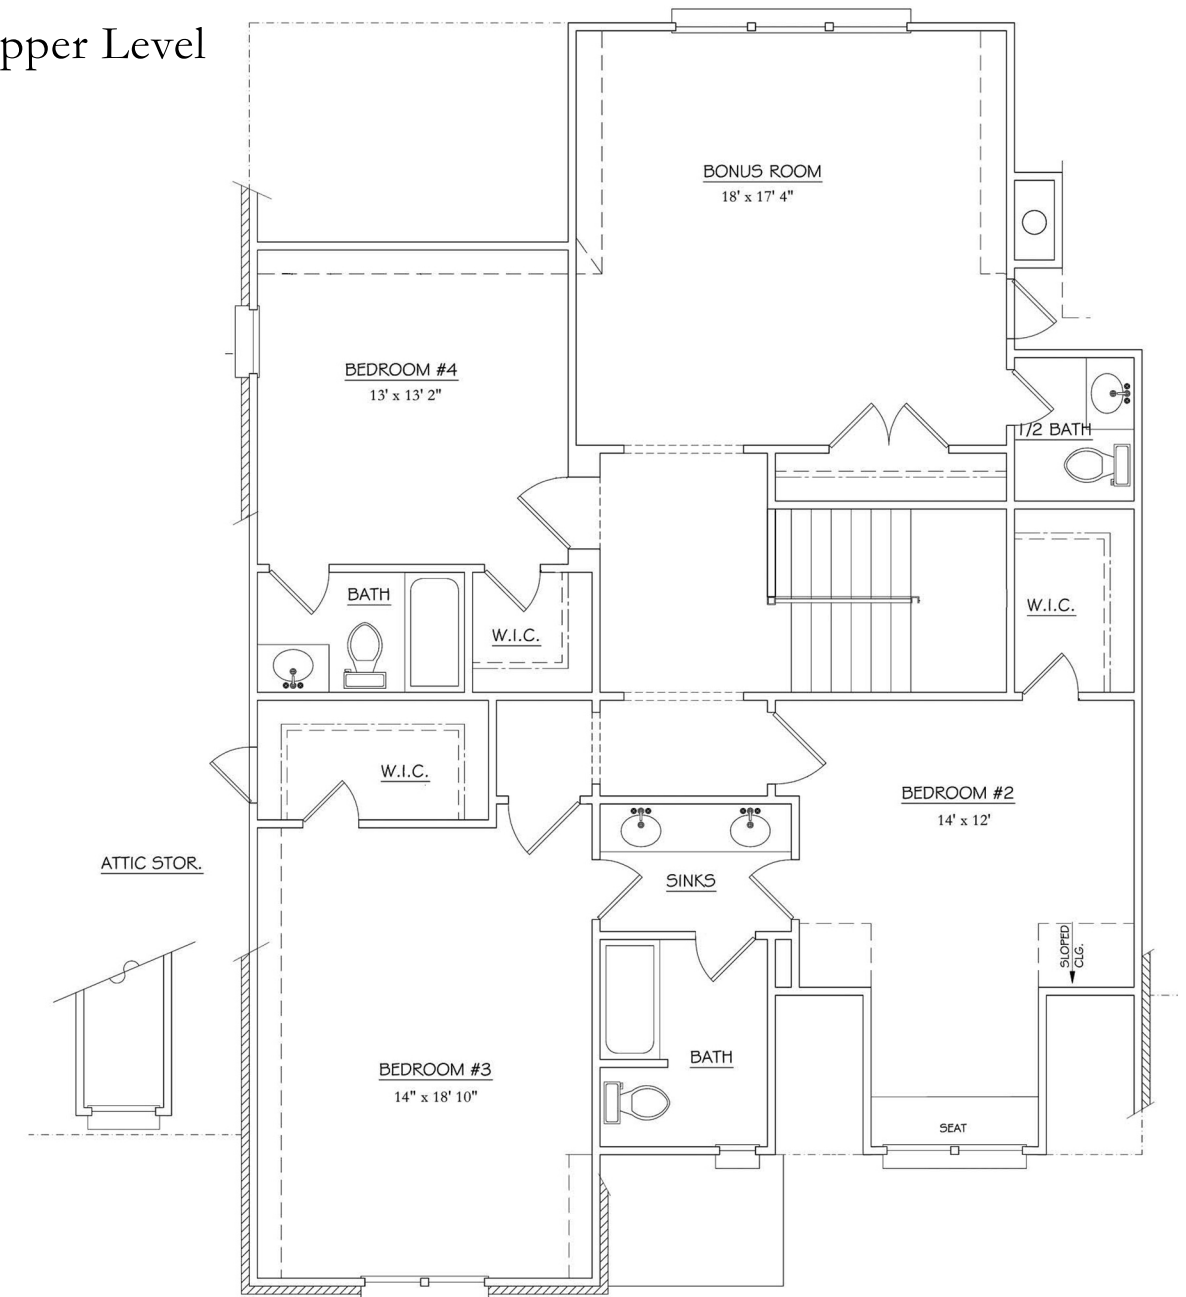 pper Level
BONUS ROOM
18' x 17' 4"
BEDROOM #4
13' x 13' 2"
1/2 BATH
BATH
W.I.C.
W.I.C.
W.I.C.
BEDROOM #2
14' x 12'
ATTIC STOR.
SINKS
SLOPED
CLG.
BATH
BEDROOM #3
14" x 18' 10"
SEAT